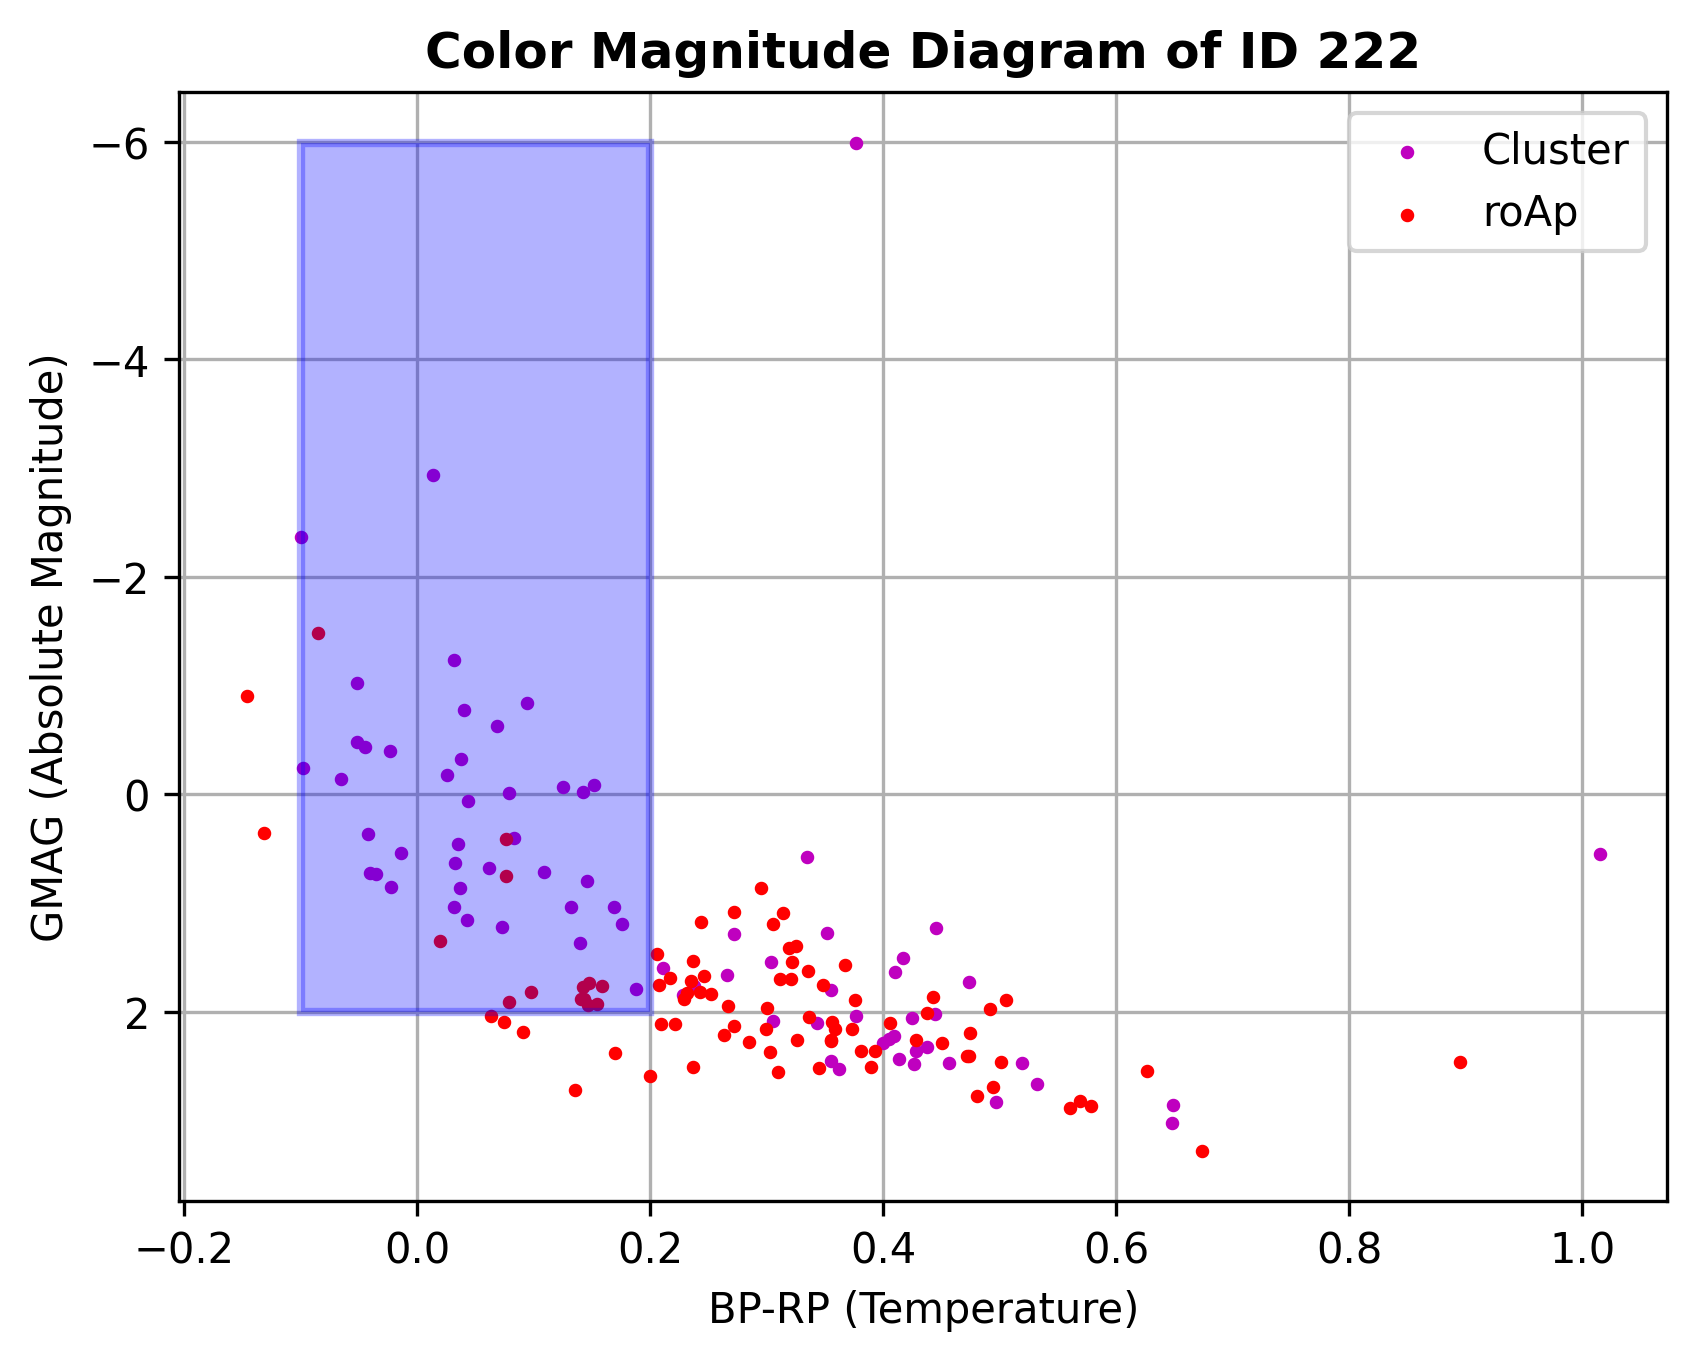 Color Magnitude Diagram of ID 222
Cluster
roAp
GMAG (Absolute Magnitude)
−6
−4
−2
0
2
−0.2 0.0 0.2 0.4 0.6 0.8 1.0
BP-RP (Temperature)